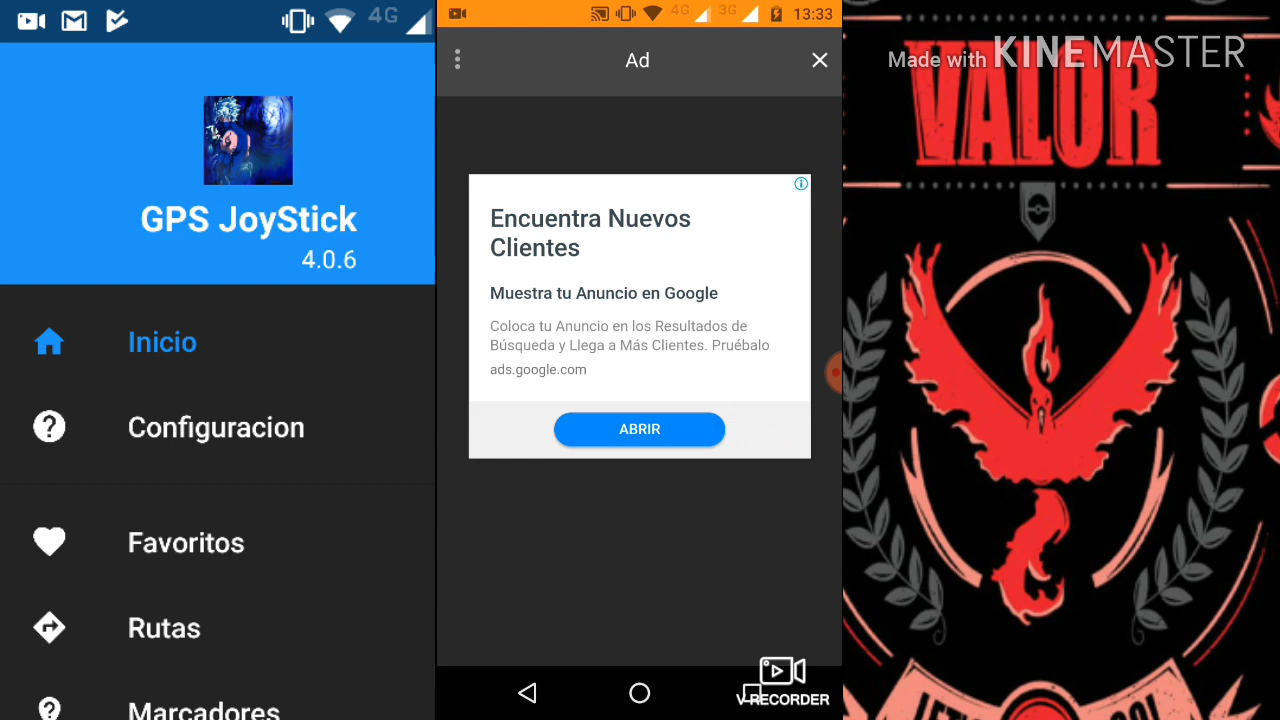 4G
GPS JoyStick
4.0.6
Inicio
Configuracion
Favoritos
Rutas
Marcadores
4G 3G 13:33
Ad
Encuentra Nuevos
Clientes
Muestra tu Anuncio en Google
Coloca tu Anuncio en los Resultados de
Búsqueda y Llega a Más Clientes. Pruébalo
ads.google.com
ABRIR
V RECORDER
Made with KINEMASTER
VALOR